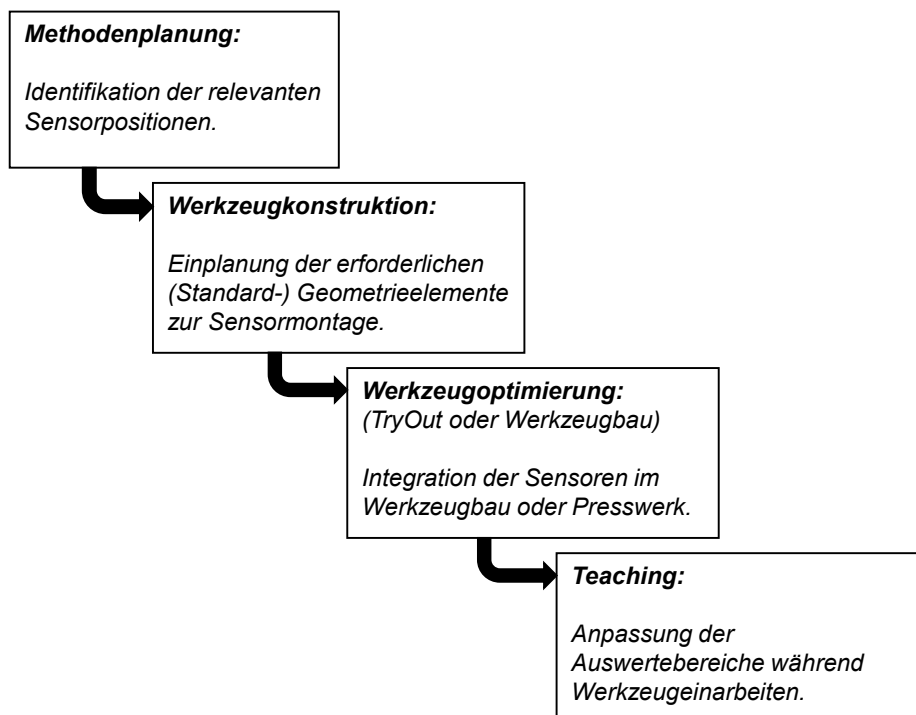 Methodenplanung:
Identifikation der relevanten
Sensorpositionen.
Werkzeugkonstruktion:
Einplanung der erforderlichen
(Standard-) Geometrieelemente
zur Sensormontage.
Werkzeugoptimierung:
(TryOut oder Werkzeugbau)
Integration der Sensoren im
Werkzeugbau oder Presswerk.
Teaching:
Anpassung der
Auswertebereiche während
Werkzeugeinarbeiten.